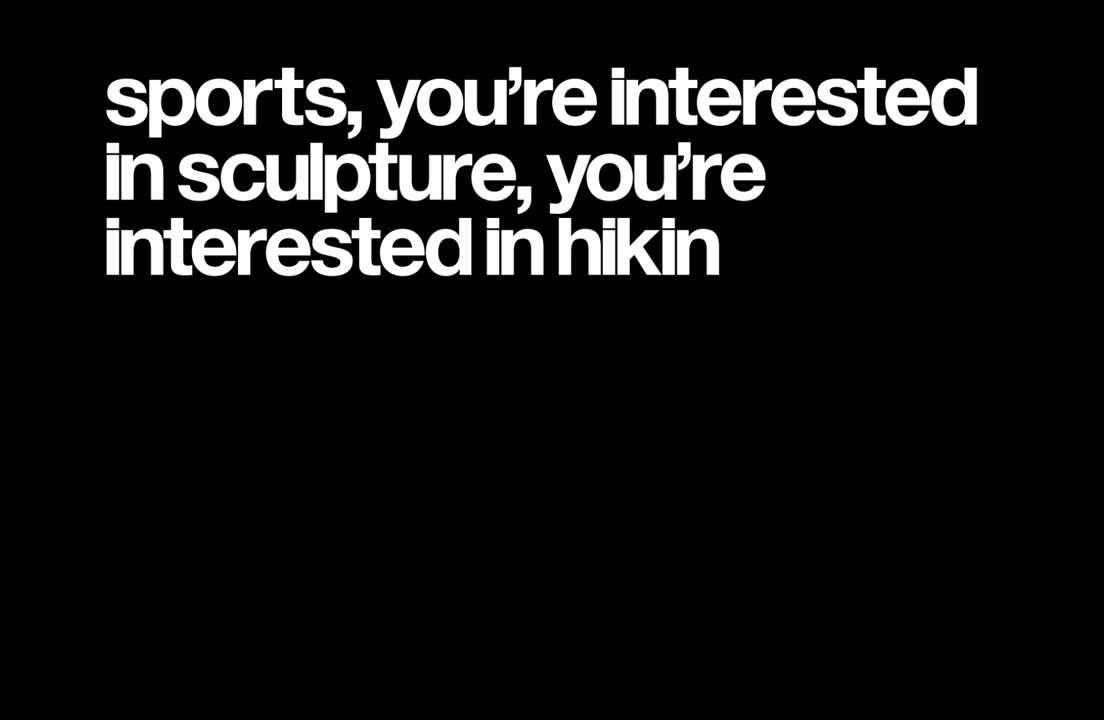 sports, you’re interested
in sculpture, you’re
interested in hikin